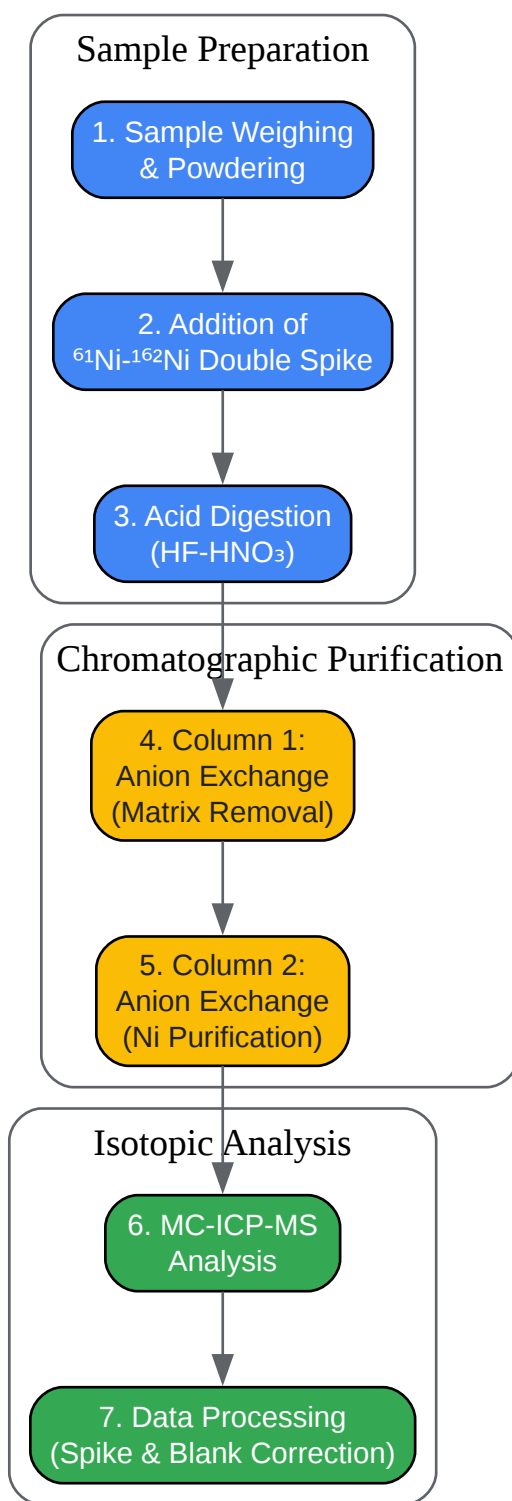 Sample Preparation
1. Sample Weighing
& Powdering
2. Addition of
⁶¹Ni-¹⁶²Ni Double Spike
3. Acid Digestion
(HF-HNO₃)
Chromatographic Purification
4. Column 1:
Anion Exchange
(Matrix Removal)
5. Column 2:
Anion Exchange
(Ni Purification)
Isotopic Analysis
6. MC-ICP-MS
Analysis
7. Data Processing
(Spike & Blank Correction)